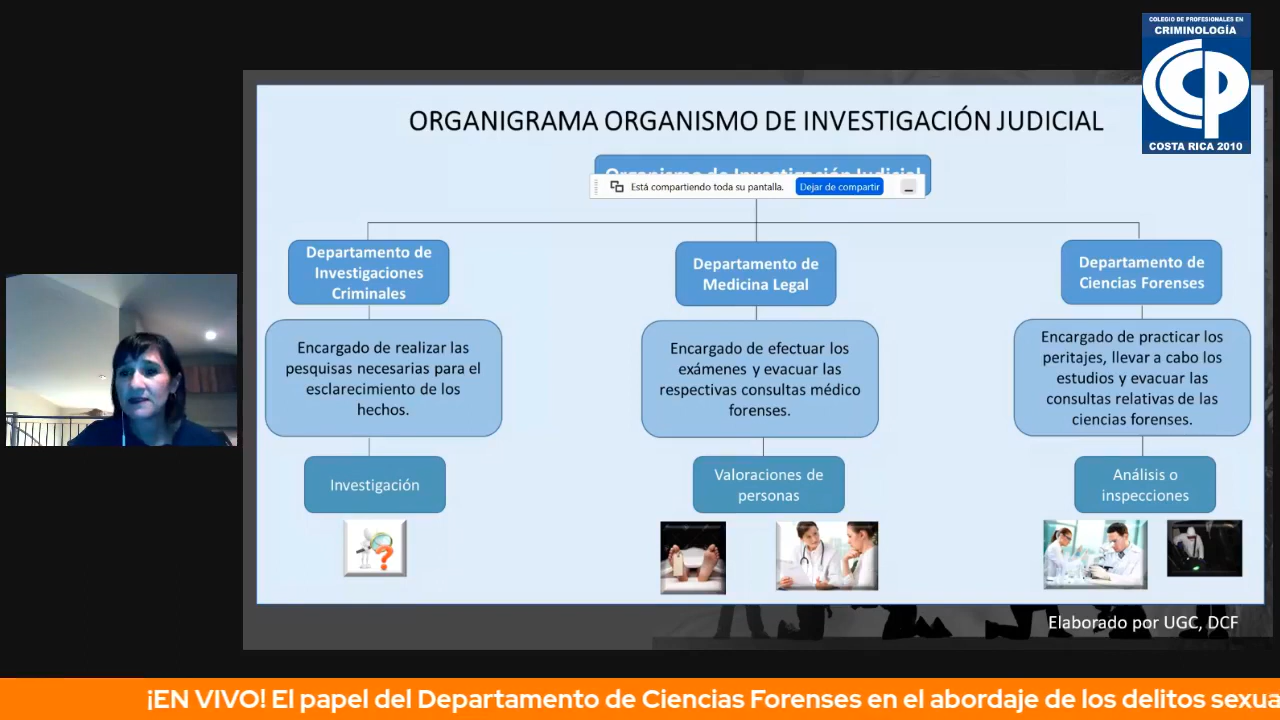 COLEGIO DE PROFESIONALES EN
CRIMINOLOGÍA
COSTA RICA 2010
ORGANIGRAMA ORGANISMO DE INVESTIGACIÓN JUDICIAL
Organismo de Investigación Judicial
Está compartiendo toda su pantalla.
Dejar de compartir
Departamento de
Investigaciones
Criminales
Departamento de
Medicina Legal
Departamento de
Ciencias Forenses
Encargado de realizar las
pesquisas necesarias para el
esclarecimiento de los
hechos.
Encargado de efectuar los
exámenes y evacuar las
respectivas consultas médico
forenses.
Encargado de practicar los
peritajes, llevar a cabo los
estudios y evacuar las
consultas relativas de las
ciencias forenses.
Investigación
Valoraciones de
personas
Análisis o
inspecciones
Elaborado por UGC, DCF
¡EN VIVO! El papel del Departamento de Ciencias Forenses en el abordaje de los delitos sexua